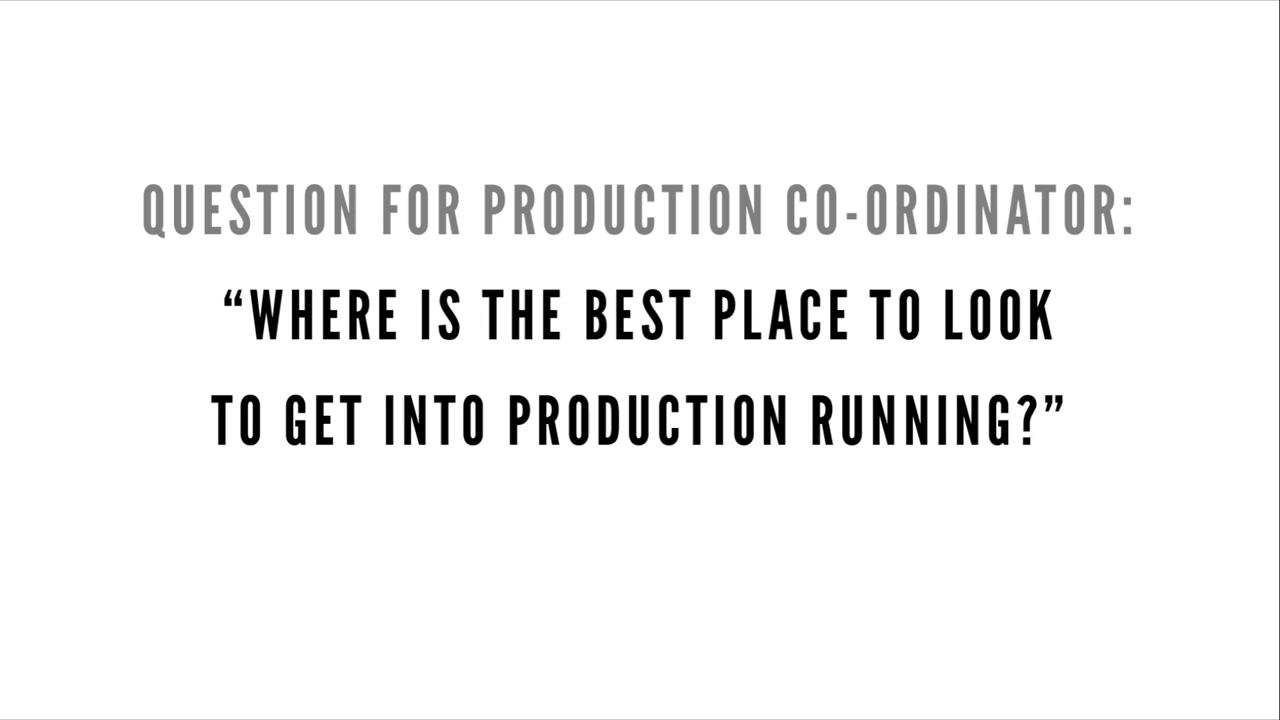 QUESTION FOR PRODUCTION CO-ORDINATOR:
“WHERE IS THE BEST PLACE TO LOOK
TO GET INTO PRODUCTION RUNNING?”